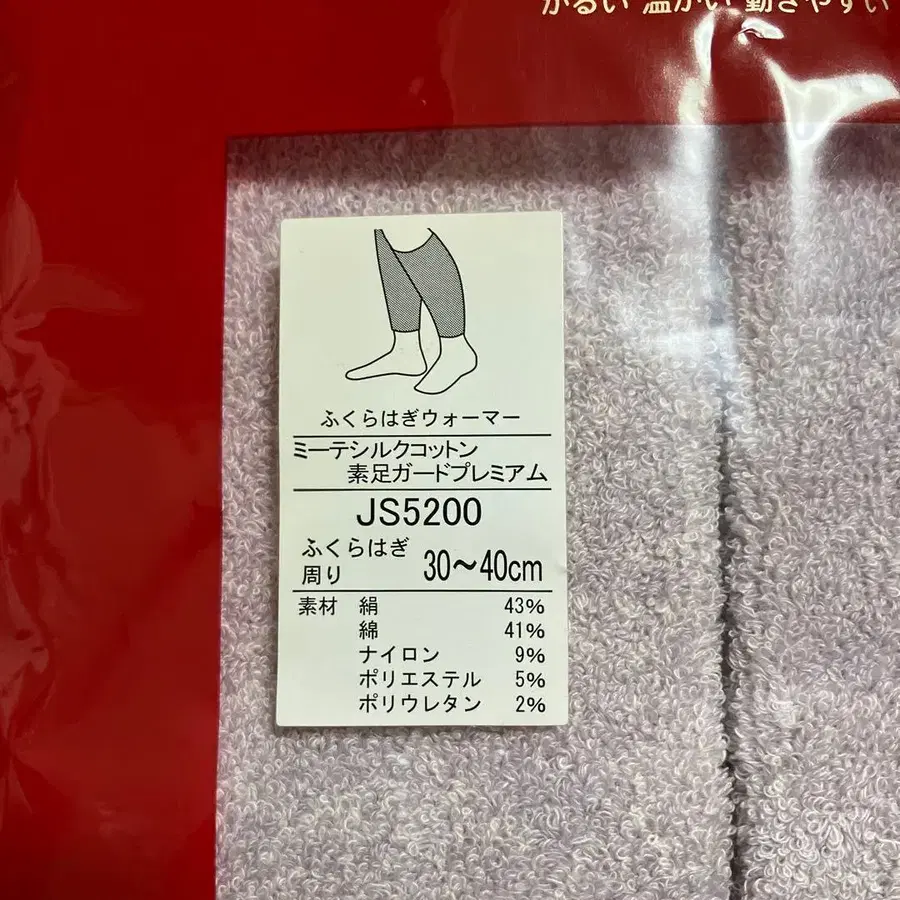 かるい 温かい 動きやすい
ふくらはぎウォーマー
ミーテシルクコットン
素足ガードプレミアム
JS5200
ふくらはぎ
周り 30～40cm
素材 絹 43%
綿 41%
ナイロン 9%
ポリエステル 5%
ポリウレタン 2%